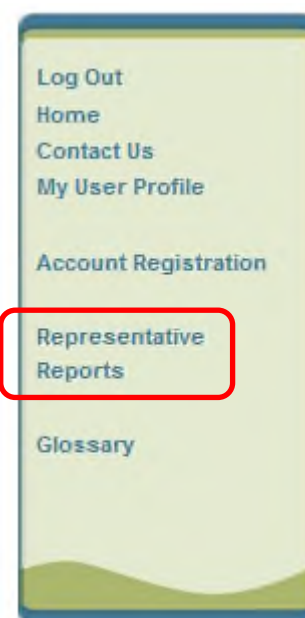 Log Out
Home
Contact Us
My User Profile
Account Registration
Representative
Reports
Glossary